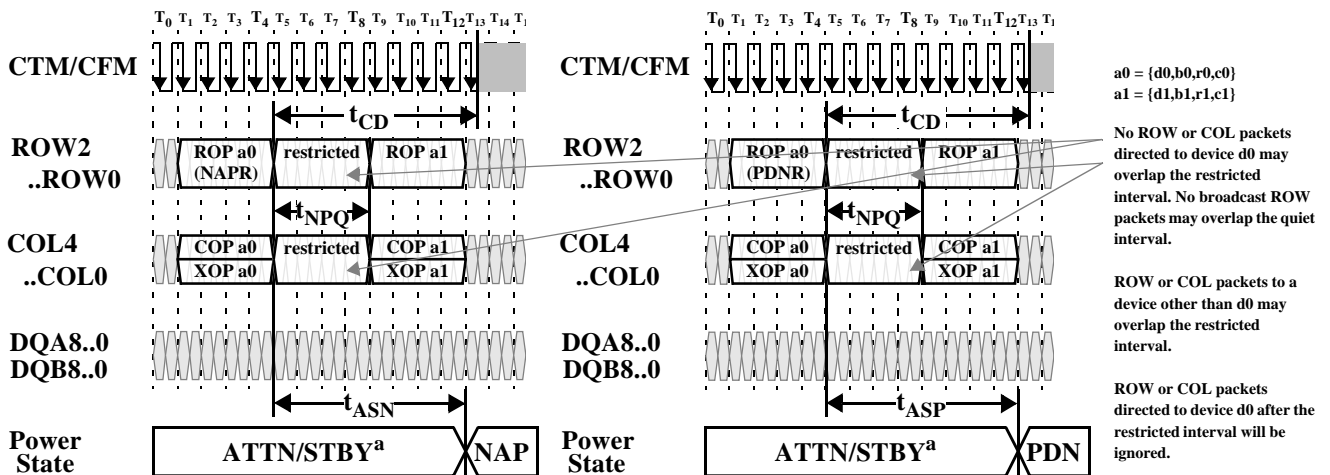 T0 T1 T2 T3 T4 T5 T6 T7 T8 T9 T10 T11 T12 T13 T14 T1
CTM/CFM
tCD
ROW2
..ROW0
ROP a0
(NAPR)
restricted
ROP a1
tNPQ
COL4
..COL0
COP a0
XOP a0
restricted
COP a1
XOP a1
DQA8..0
DQB8..0
tASN
Power
State
ATTN/STBYa
NAP
T0 T1 T2 T3 T4 T5 T6 T7 T8 T9 T10 T11 T12 T13 T1
CTM/CFM
tCD
ROW2
..ROW0
ROP a0
(PDNR)
restricted
ROP a1
tNPQ
COL4
..COL0
COP a0
XOP a0
restricted
COP a1
XOP a1
DQA8..0
DQB8..0
tASP
Power
State
ATTN/STBYa
PDN
a0 = {d0,b0,r0,c0}
a1 = {d1,b1,r1,c1}
No ROW or COL packets
directed to device d0 may
overlap the restricted
interval. No broadcast ROW
packets may overlap the quiet
interval.
ROW or COL packets to a
device other than d0 may
overlap the restricted
interval.
ROW or COL packets
directed to device d0 after the
restricted interval will be
ignored.